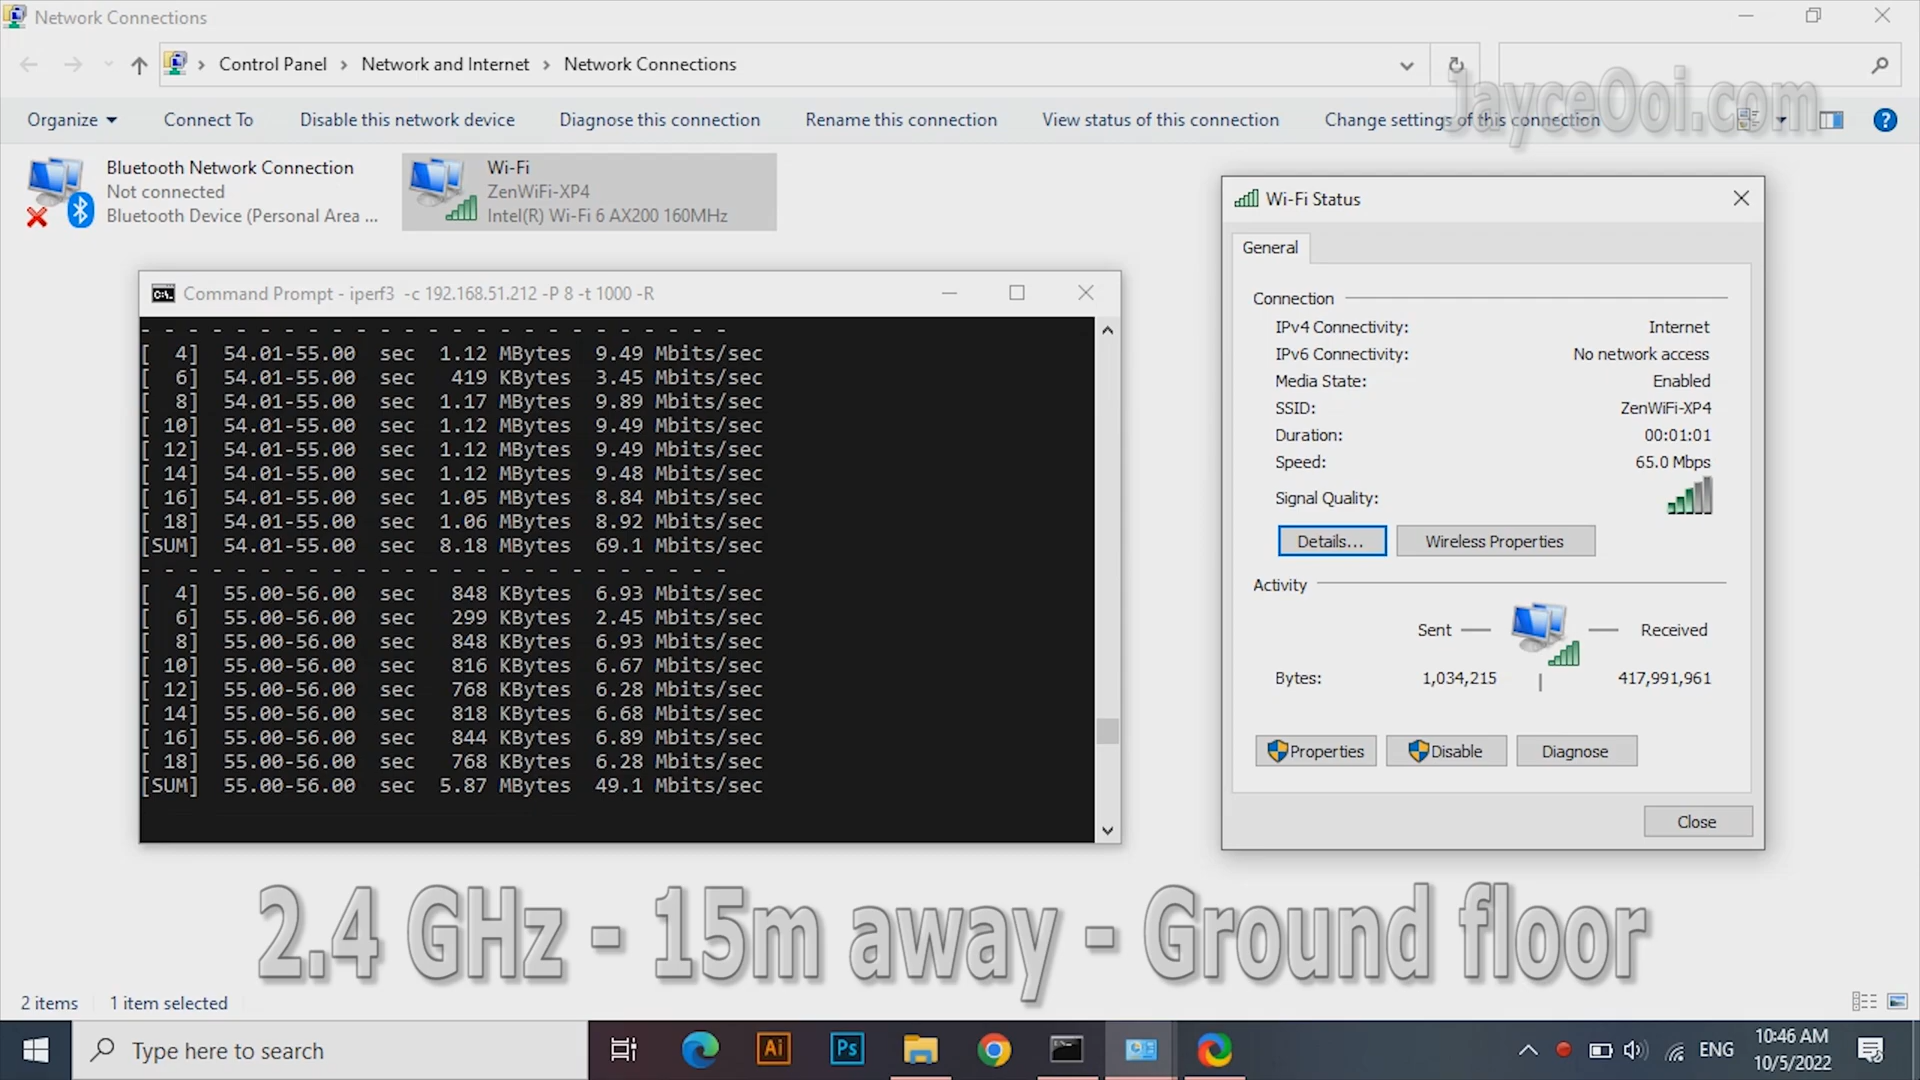 Network Connections
Control Panel > Network and Internet > Network Connections
JayceOoi.com
Organize
Connect To
Disable this network device
Diagnose this connection
Rename this connection
View status of this connection
Change settings of this connection
Bluetooth Network Connection
Not connected
Bluetooth Device (Personal Area ...
Wi-Fi
ZenWiFi-XP4
Intel(R) Wi-Fi 6 AX200 160MHz
Command Prompt - iperf3 -c 192.168.51.212 -P 8 -t 1000 -R
- - - - - - - - - - - - - - - - - - - - - - - - -
[  4]  54.01-55.00  sec  1.12 MBytes  9.49 Mbits/sec
[  6]  54.01-55.00  sec   419 KBytes  3.45 Mbits/sec
[  8]  54.01-55.00  sec  1.17 MBytes  9.89 Mbits/sec
[ 10]  54.01-55.00  sec  1.12 MBytes  9.49 Mbits/sec
[ 12]  54.01-55.00  sec  1.12 MBytes  9.49 Mbits/sec
[ 14]  54.01-55.00  sec  1.12 MBytes  9.48 Mbits/sec
[ 16]  54.01-55.00  sec  1.05 MBytes  8.84 Mbits/sec
[ 18]  54.01-55.00  sec  1.06 MBytes  8.92 Mbits/sec
[SUM]  54.01-55.00  sec  8.18 MBytes  69.1 Mbits/sec
- - - - - - - - - - - - - - - - - - - - - - - - -
[  4]  55.00-56.00  sec   848 KBytes  6.93 Mbits/sec
[  6]  55.00-56.00  sec   299 KBytes  2.45 Mbits/sec
[  8]  55.00-56.00  sec   848 KBytes  6.93 Mbits/sec
[ 10]  55.00-56.00  sec   816 KBytes  6.67 Mbits/sec
[ 12]  55.00-56.00  sec   768 KBytes  6.28 Mbits/sec
[ 14]  55.00-56.00  sec   818 KBytes  6.68 Mbits/sec
[ 16]  55.00-56.00  sec   844 KBytes  6.89 Mbits/sec
[ 18]  55.00-56.00  sec   768 KBytes  6.28 Mbits/sec
[SUM]  55.00-56.00  sec  5.87 MBytes  49.1 Mbits/sec
Wi-Fi Status
General
Connection
IPv4 Connectivity: Internet
IPv6 Connectivity: No network access
Media State: Enabled
SSID: ZenWiFi-XP4
Duration: 00:01:01
Speed: 65.0 Mbps
Signal Quality:
Details...
Wireless Properties
Activity
Sent — Received
Bytes: 1,034,215 | 417,991,961
Properties
Disable
Diagnose
Close
2.4 GHz - 15m away - Ground floor
2 items
1 item selected
Type here to search
Ai
Ps
ENG
10:46 AM
10/5/2022